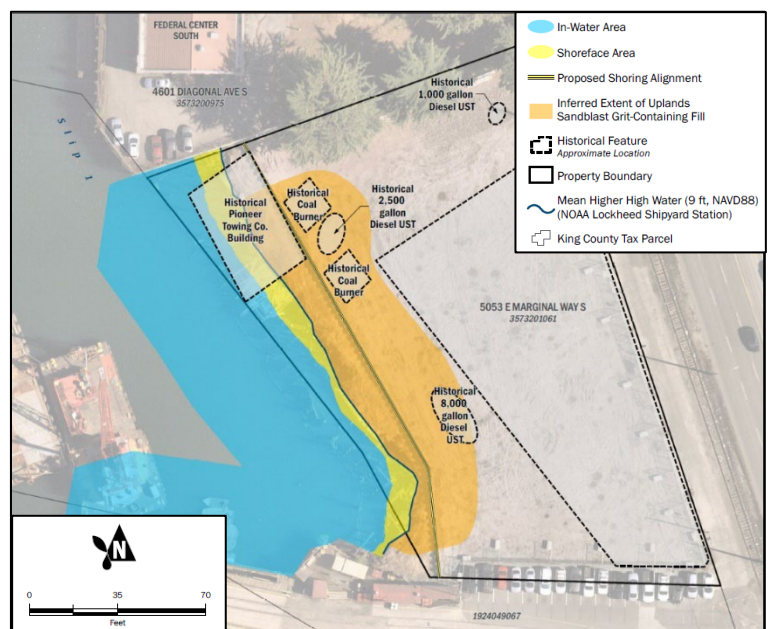 FEDERAL CENTER
SOUTH
4601 DIAGONAL AVE S
3573200975
Slip 1
Historical
1,000 gallon
Diesel UST
Historical
Pioneer
Towing Co.
Building
Historical
Coal
Burner
Historical
2,500
gallon
Diesel UST
Historical
Coal
Burner
5053 E MARGINAL WAY S
3573201061
Historical
8,000
gallon
Diesel
UST
1924049067
In-Water Area
Shoreface Area
Proposed Shoring Alignment
Inferred Extent of Uplands
Sandblast Grit-Containing Fill
Historical Feature
Approximate Location
Property Boundary
Mean Higher High Water (9 ft, NAVD88)
(NOAA Lockheed Shipyard Station)
King County Tax Parcel
N
0 35 70
Feet